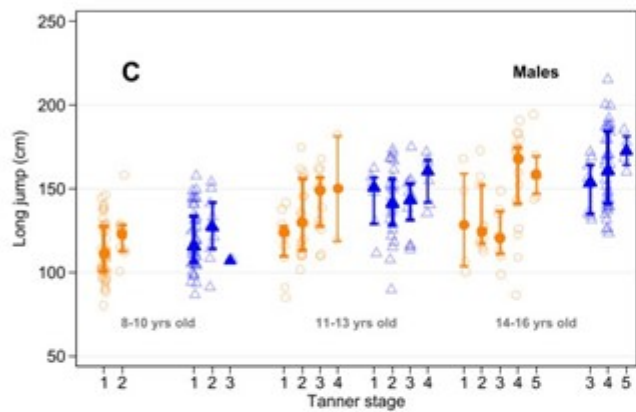 250
C
Males
200
150
100
50
Long jump (cm)
8-10 yrs old 11-13 yrs old 14-16 yrs old
1 2 1 2 3 1 2 3 4 1 2 3 4 1 2 3 4 5 3 4 5
Tanner stage